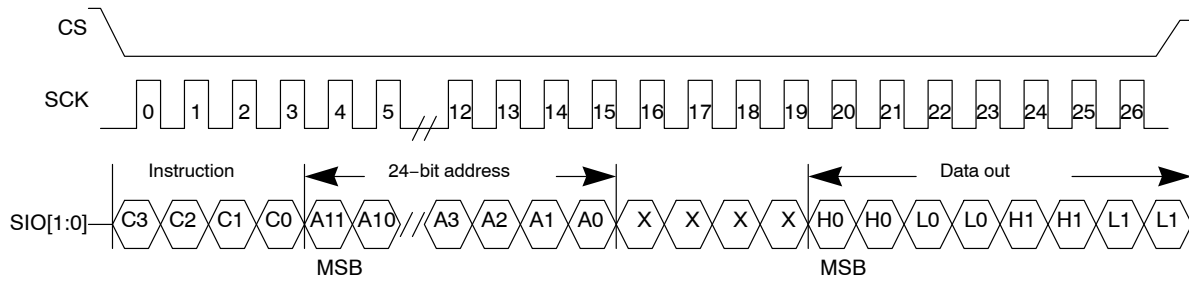 CS
SCK
0 1 2 3 4 5 12 13 14 15 16 17 18 19 20 21 22 23 24 25 26
Instruction 24−bit address Data out
SIO[1:0] C3 C2 C1 C0 A11 A10 A3 A2 A1 A0 X X X X H0 H0 L0 L0 H1 H1 L1 L1
MSB MSB